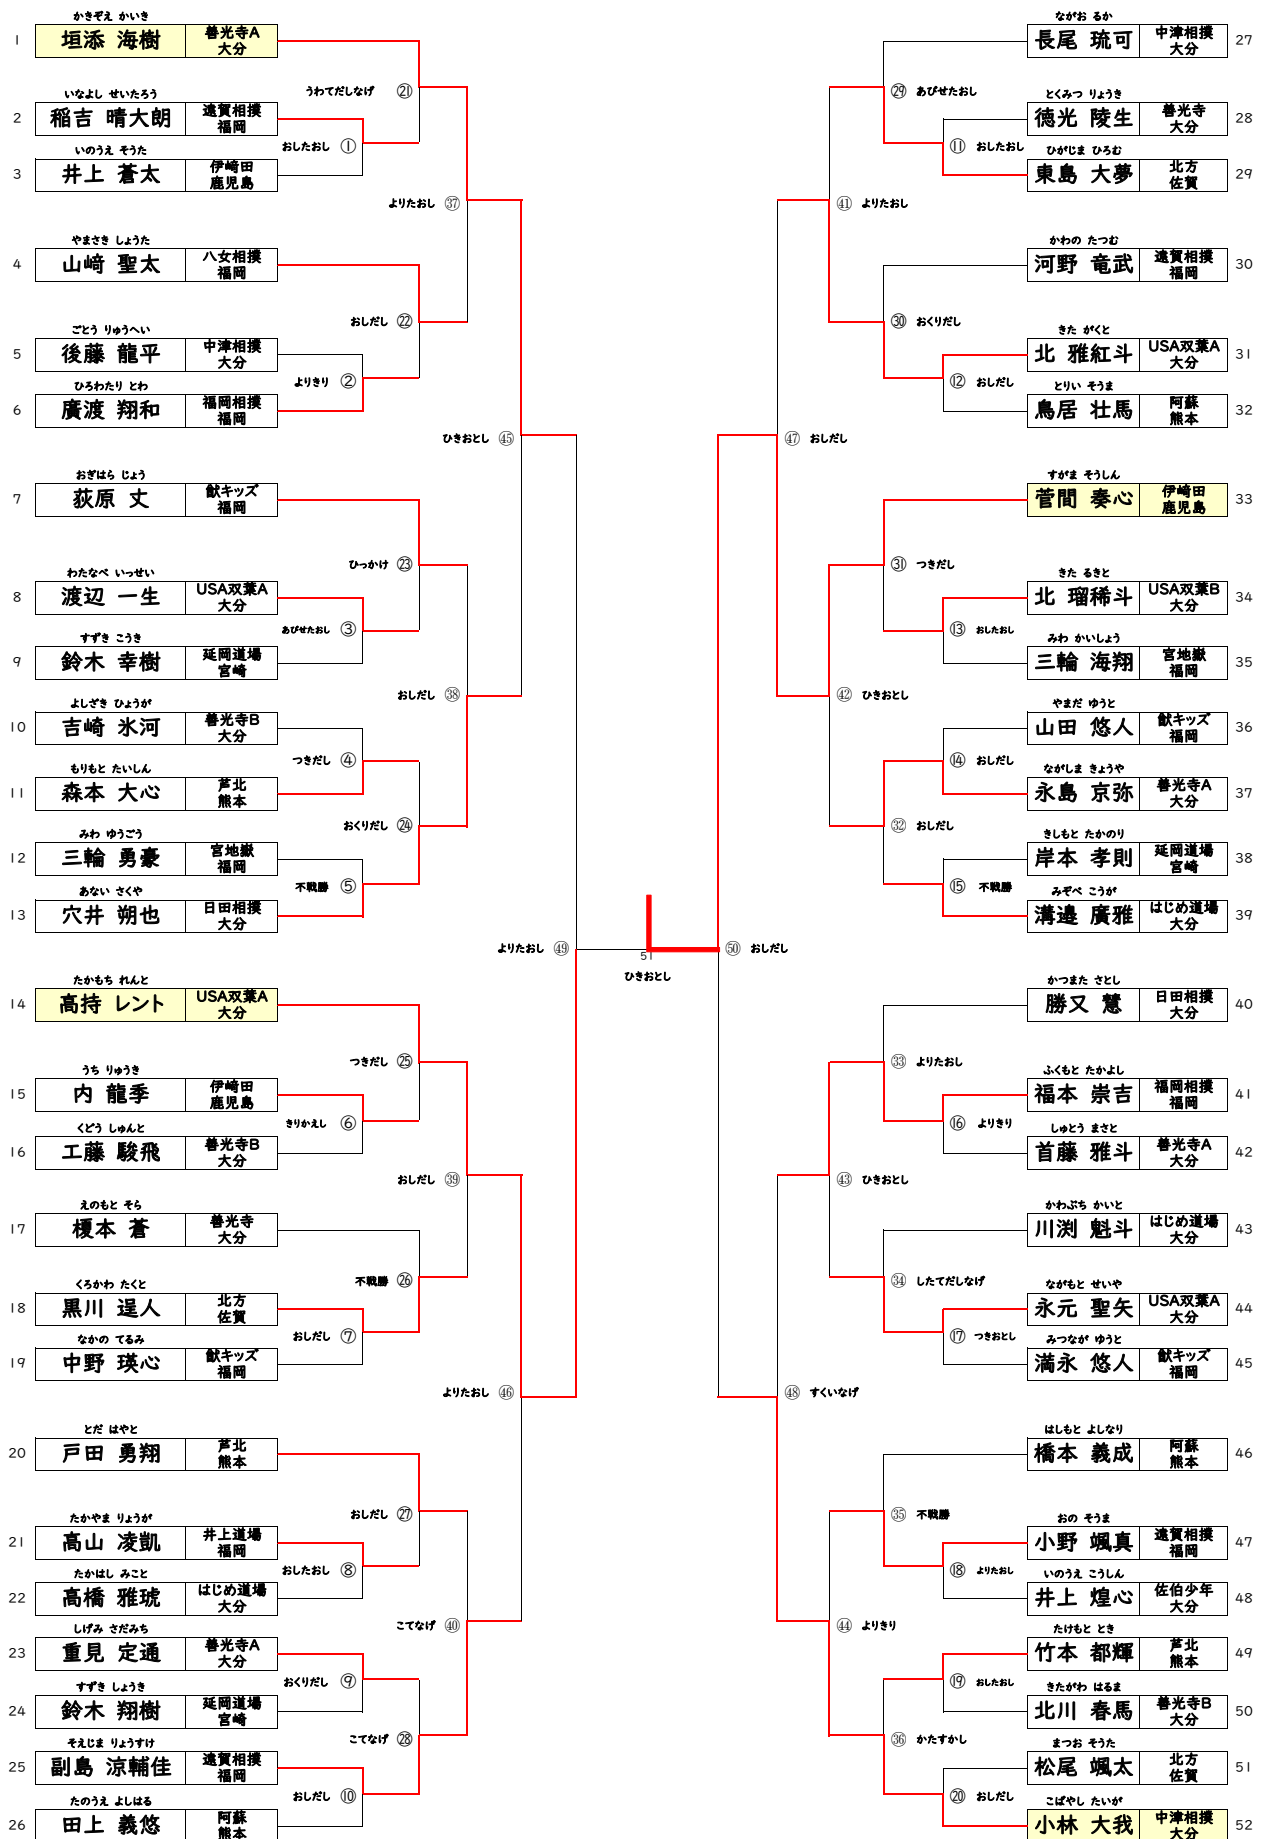 かきぞえ かいき
1 垣添 海樹 善光寺A 大分
いなよし せいたろう
2 稲吉 晴大朗 遠賀相撲 福岡
いのうえ そうた
3 井上 蒼太 伊﨑田 鹿児島
やまさき しょうた
4 山﨑 聖太 八女相撲 福岡
ごとう りゅうへい
5 後藤 龍平 中津相撲 大分
ひろわたり とわ
6 廣渡 翔和 福岡相撲 福岡
おぎはら じょう
7 荻原 丈 獣キッズ 福岡
わたなべ いっせい
8 渡辺 一生 USA双葉A 大分
すずき こうき
9 鈴木 幸樹 延岡道場 宮崎
よしざき ひょうが
10 吉崎 氷河 善光寺B 大分
もりもと たいしん
11 森本 大心 芦北 熊本
みわ ゆうごう
12 三輪 勇豪 宮地嶽 福岡
あない さくや
13 穴井 朔也 日田相撲 大分
たかもち れんと
14 高持 レント USA双葉A 大分
うち りゅうき
15 内 龍季 伊﨑田 鹿児島
くどう しゅんと
16 工藤 駿飛 善光寺B 大分
えのもと そら
17 榎本 蒼 善光寺 大分
くろかわ たくと
18 黒川 逞人 北方 佐賀
なかの てるみ
19 中野 瑛心 獣キッズ 福岡
とだ はやと
20 戸田 勇翔 芦北 熊本
たかやま りょうが
21 高山 凌凱 井上道場 福岡
たかはし みこと
22 高橋 雅琥 はじめ道場 大分
しげみ さだみち
23 重見 定通 善光寺A 大分
すずき しょうき
24 鈴木 翔樹 延岡道場 宮崎
そえじま りょうすけ
25 副島 涼輔佳 遠賀相撲 福岡
たのうえ よしはる
26 田上 義悠 阿蘇 熊本
うわてだしなげ ㉑
おしたおし ①
よりたおし ㊲
おしだし ㉒
よりきり ②
ひきおとし ㊺
ひっかけ ㉓
あびせたおし ③
おしだし ㊳
つきだし ④
おくりだし ㉔
不戦勝 ⑤
よりたおし ㊾
つきだし ㉕
きりかえし ⑥
おしだし ㊴
不戦勝 ㉖
おしだし ⑦
よりたおし ㊻
おしだし ㉗
おしたおし ⑧
こてなげ ㊵
おくりだし ⑨
こてなげ ㉘
おしだし ⑩
51
ひきおとし
㉙ あびせたおし
⑪ おしたおし
㊶ よりたおし
㉚ おくりだし
⑫ おしだし
㊼ おしだし
㉛ つきだし
⑬ おしたおし
㊷ ひきおとし
⑭ おしだし
㉜ おしだし
⑮ 不戦勝
㊿ おしだし
㉝ よりたおし
⑯ よりきり
㊸ ひきおとし
㉞ したてだしなげ
⑰ つきおとし
㊽ すくいなげ
㉟ 不戦勝
⑱ よりたおし
㊹ よりきり
⑲ おしたおし
㊱ かたすかし
⑳ おしだし
ながお るか
長尾 琉可 中津相撲 大分 27
とくみつ りょうき
徳光 陵生 善光寺 大分 28
ひがじま ひろむ
東島 大夢 北方 佐賀 29
かわの たつむ
河野 竜武 遠賀相撲 福岡 30
きた がくと
北 雅紅斗 USA双葉A 大分 31
とりい そうま
鳥居 壮馬 阿蘇 熊本 32
すがま そうしん
菅間 奏心 伊﨑田 鹿児島 33
きた るきと
北 瑠稀斗 USA双葉B 大分 34
みわ かいしょう
三輪 海翔 宮地嶽 福岡 35
やまだ ゆうと
山田 悠人 獣キッズ 福岡 36
ながしま きょうや
永島 京弥 善光寺A 大分 37
きしもと たかのり
岸本 孝則 延岡道場 宮崎 38
みぞべ こうが
溝邉 廣雅 はじめ道場 大分 39
かつまた さとし
勝又 慧 日田相撲 大分 40
ふくもと たかよし
福本 崇吉 福岡相撲 福岡 41
しゅとう まさと
首藤 雅斗 善光寺A 大分 42
かわぶち かいと
川渕 魁斗 はじめ道場 大分 43
ながもと せいや
永元 聖矢 USA双葉A 大分 44
みつなが ゆうと
満永 悠人 獣キッズ 福岡 45
はしもと よしなり
橋本 義成 阿蘇 熊本 46
おの そうま
小野 颯真 遠賀相撲 福岡 47
いのうえ こうしん
井上 煌心 佐伯少年 大分 48
たけもと とき
竹本 都輝 芦北 熊本 49
きたがわ はるま
北川 春馬 善光寺B 大分 50
まつお そうた
松尾 颯太 北方 佐賀 51
こばやし たいが
小林 大我 中津相撲 大分 52